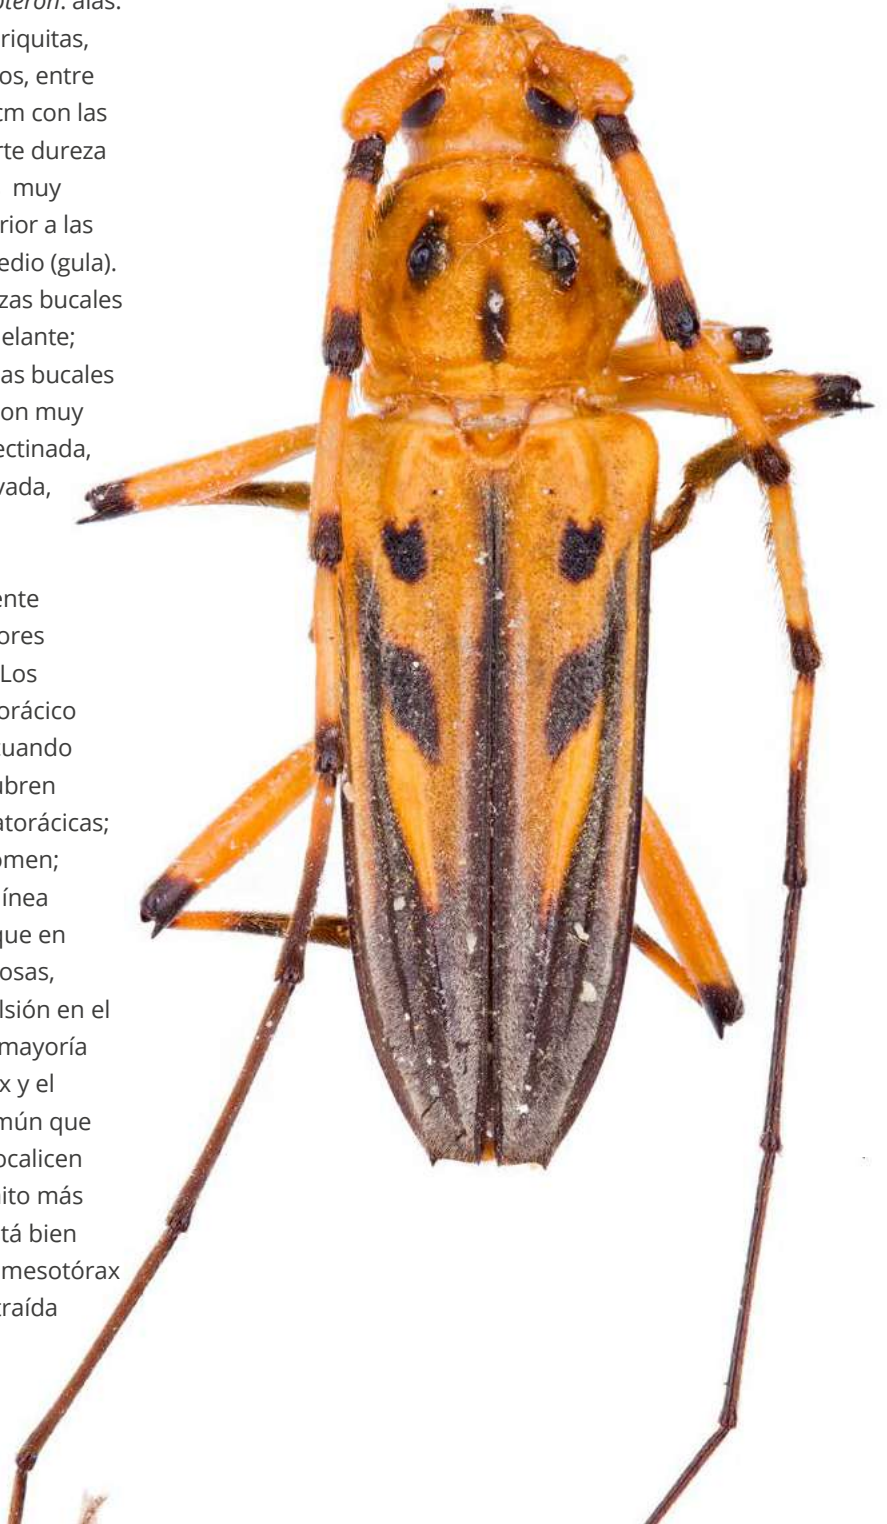 pteron: alas.
riquitas,
os, entre
cm con las
rte dureza
muy
rior a las
edio (gula).
zas bucales
elante;
as bucales
on muy
ectinada,
vada,
ente
ores
Los
orácico
cuando
ubren
atorácicas;
omen;
ínea
que en
osas,
lsión en el
mayoría
x y el
mún que
ocalicen
ito más
tá bien
mesotórax
traída